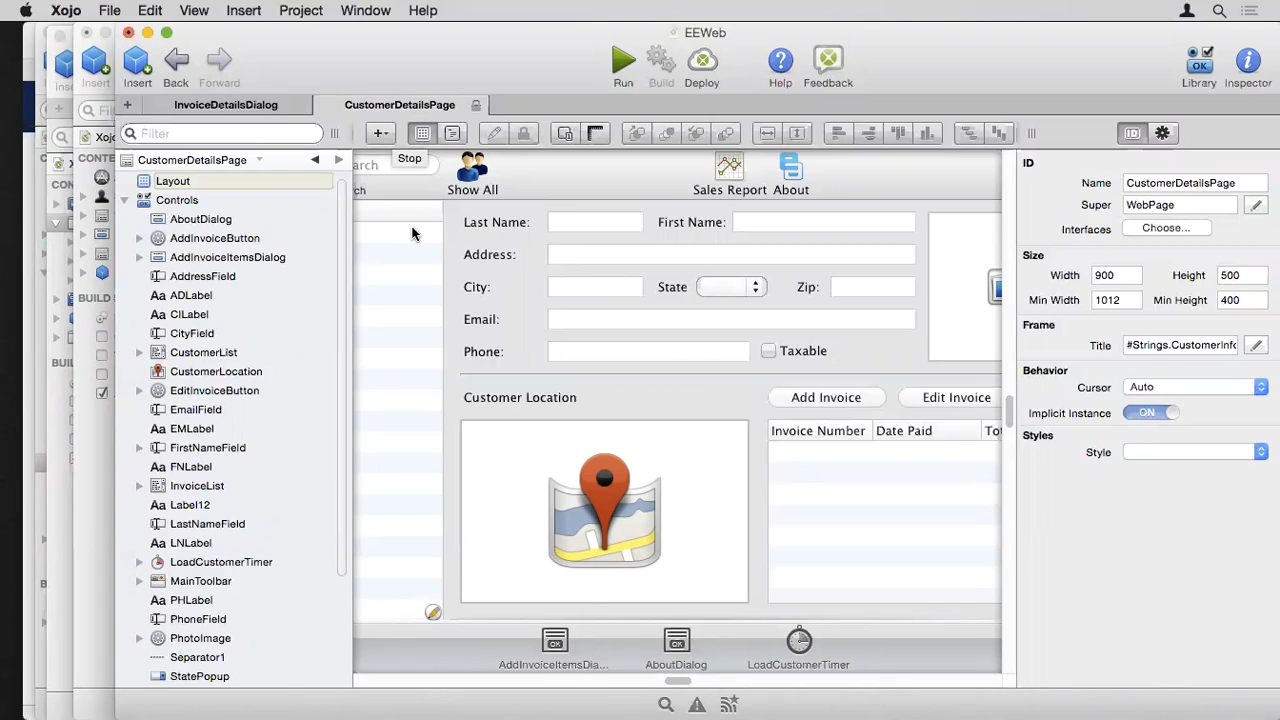 Xojo File Edit View Insert Project Window Help
EEWeb
Insert Back Forward Run Build Deploy Help Feedback Library Inspector
InvoiceDetailsDialog CustomerDetailsPage
Filter
CustomerDetailsPage
Stop
Layout
Controls
AboutDialog
AddInvoiceButton
AddInvoiceItemsDialog
AddressField
ADLabel
CILabel
CityField
CustomerList
CustomerLocation
EditInvoiceButton
EmailField
EMLabel
FirstNameField
FNLabel
InvoiceList
Label12
LastNameField
LNLabel
LoadCustomerTimer
MainToolbar
PHLabel
PhoneField
PhotoImage
Separator1
StatePopup
Show All Sales Report About
Last Name: First Name:
Address:
City: State Zip:
Email:
Phone: Taxable
Customer Location Add Invoice Edit Invoice
Invoice Number Date Paid
AddInvoiceItemsDia... AboutDialog LoadCustomerTimer
ID
Name CustomerDetailsPage
Super WebPage
Interfaces Choose...
Size
Width 900 Height 500
Min Width 1012 Min Height 400
Frame
Title #Strings.CustomerInfo
Behavior
Cursor Auto
Implicit Instance ON
Styles
Style